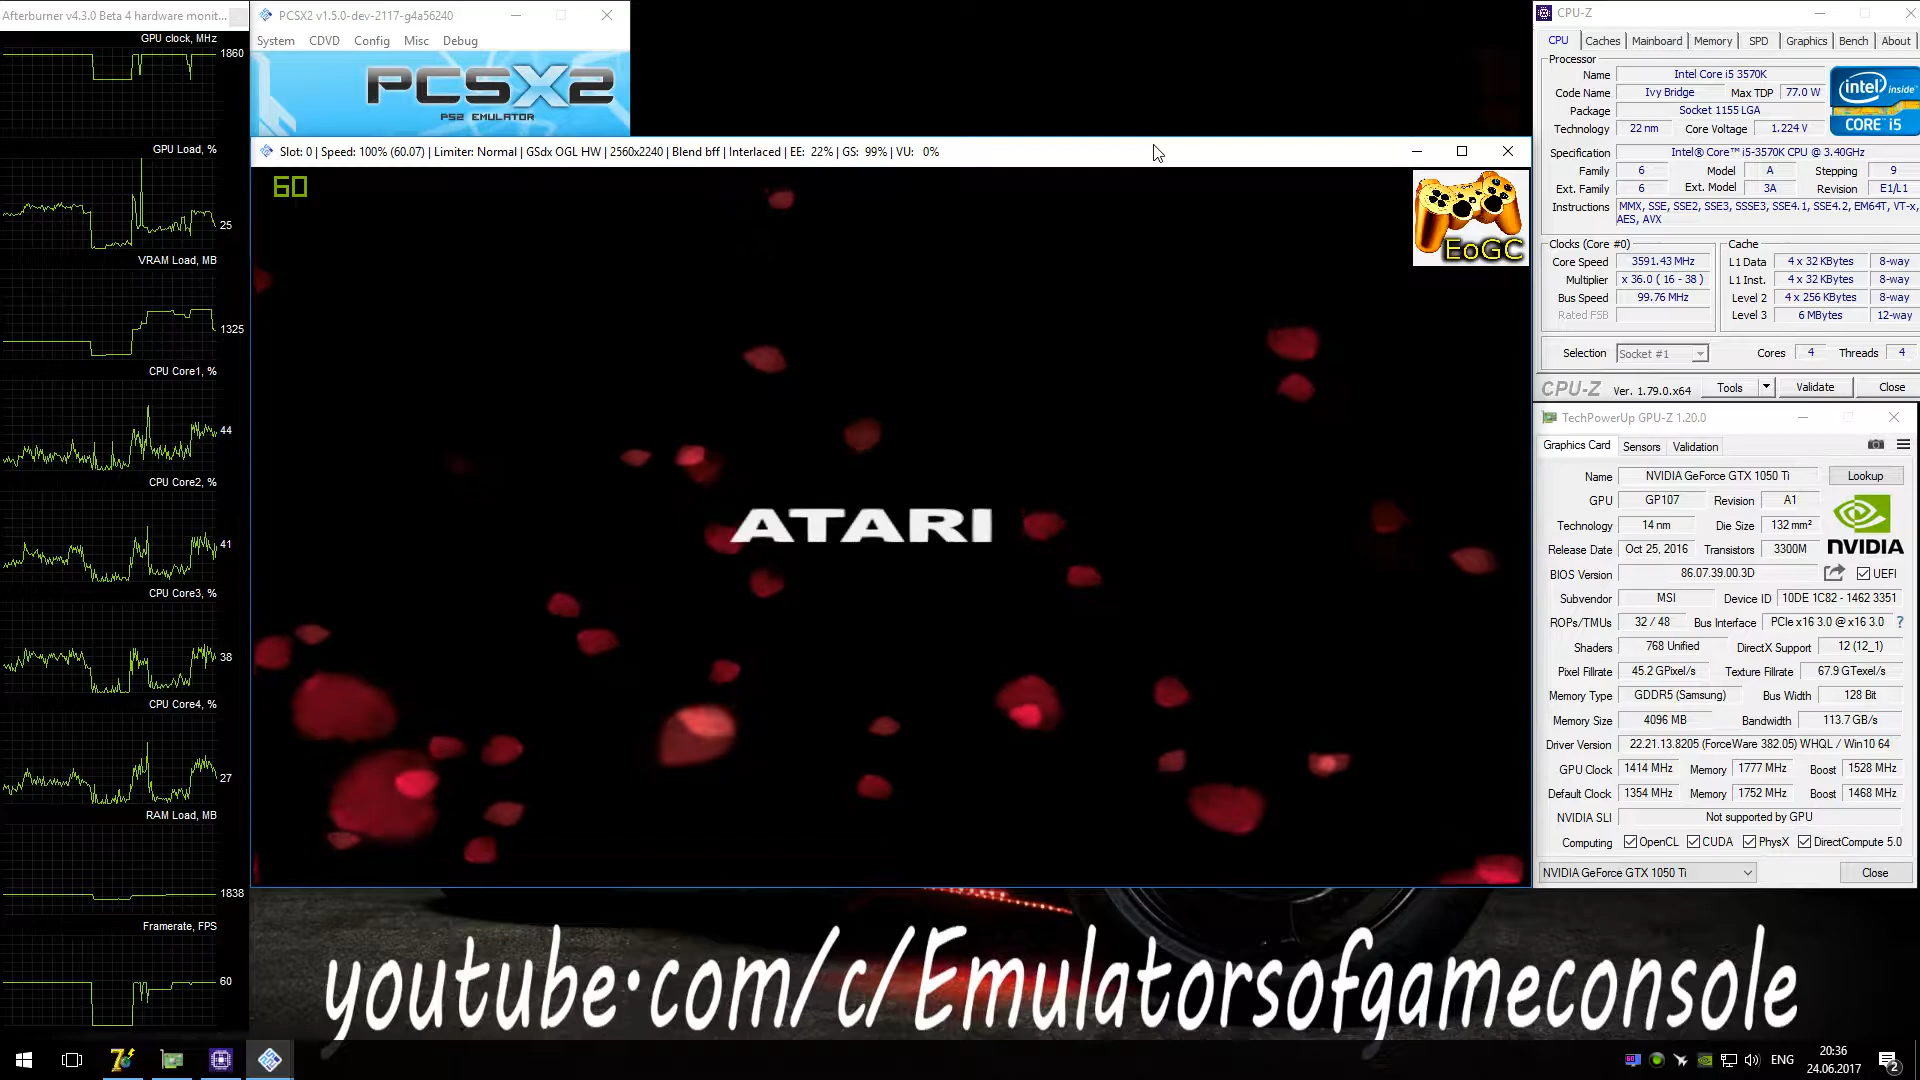 Afterburner v4.3.0 Beta 4 hardware monit...
GPU clock, MHz
1860
GPU Load, %
25
VRAM Load, MB
1325
CPU Core1, %
44
CPU Core2, %
41
CPU Core3, %
38
CPU Core4, %
27
RAM Load, MB
1838
Framerate, FPS
60
PCSX2 v1.5.0-dev-2117-g4a56240
System CDVD Config Misc Debug
PCSX2
PS2 EMULATOR
Slot: 0 | Speed: 100% (60.07) | Limiter: Normal | GSdx OGL HW | 2560x2240 | Blend bff | Interlaced | EE: 22% | GS: 99% | VU: 0%
60
EoGC
ATARI
CPU-Z
CPU Caches Mainboard Memory SPD Graphics Bench About
Processor
Name Intel Core i5 3570K
Code Name Ivy Bridge Max TDP 77.0 W
Package Socket 1155 LGA
Technology 22 nm Core Voltage 1.224 V
intel inside
CORE i5
Specification Intel® Core™ i5-3570K CPU @ 3.40GHz
Family 6 Model A Stepping 9
Ext. Family 6 Ext. Model 3A Revision E1/L1
Instructions MMX, SSE, SSE2, SSE3, SSSE3, SSE4.1, SSE4.2, EM64T, VT-x,
AES, AVX
Clocks (Core #0)
Core Speed 3591.43 MHz
Multiplier x 36.0 ( 16 - 38 )
Bus Speed 99.76 MHz
Rated FSB
Cache
L1 Data 4 x 32 KBytes 8-way
L1 Inst. 4 x 32 KBytes 8-way
Level 2 4 x 256 KBytes 8-way
Level 3 6 MBytes 12-way
Selection Socket #1 Cores 4 Threads 4
CPU-Z Ver. 1.79.0.x64 Tools Validate Close
TechPowerUp GPU-Z 1.20.0
Graphics Card Sensors Validation
Name NVIDIA GeForce GTX 1050 Ti Lookup
GPU GP107 Revision A1
Technology 14 nm Die Size 132 mm²
Release Date Oct 25, 2016 Transistors 3300M
NVIDIA
BIOS Version 86.07.39.00.3D UEFI
Subvendor MSI Device ID 10DE 1C82 - 1462 3351
ROPs/TMUs 32 / 48 Bus Interface PCIe x16 3.0 @ x16 3.0 ?
Shaders 768 Unified DirectX Support 12 (12_1)
Pixel Fillrate 45.2 GPixel/s Texture Fillrate 67.9 GTexel/s
Memory Type GDDR5 (Samsung) Bus Width 128 Bit
Memory Size 4096 MB Bandwidth 113.7 GB/s
Driver Version 22.21.13.8205 (ForceWare 382.05) WHQL / Win10 64
GPU Clock 1414 MHz Memory 1777 MHz Boost 1528 MHz
Default Clock 1354 MHz Memory 1752 MHz Boost 1468 MHz
NVIDIA SLI Not supported by GPU
Computing OpenCL CUDA PhysX DirectCompute 5.0
NVIDIA GeForce GTX 1050 Ti Close
youtube.com/c/Emulatorsofgameconsole
ENG
20:36
24.06.2017
2